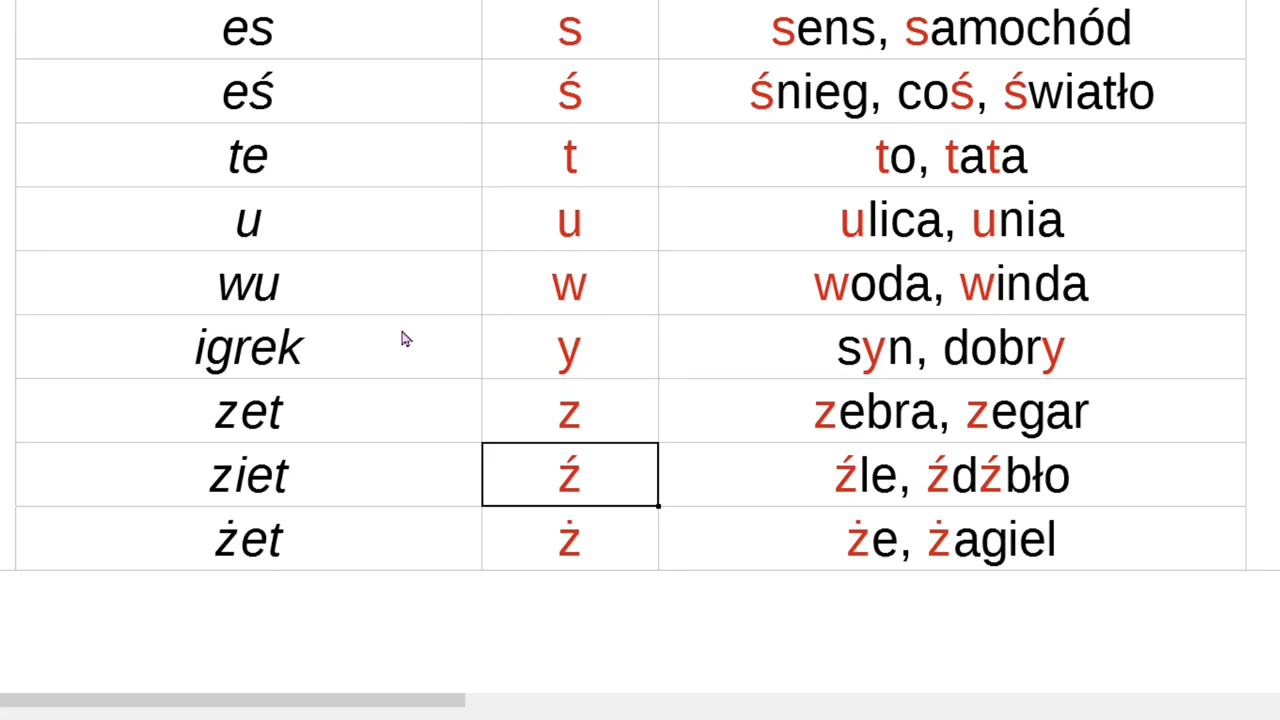 es s sens, samochód
eś ś śnieg, coś, światło
te t to, tata
u u ulica, unia
wu w woda, winda
igrek y syn, dobry
zet z zebra, zegar
ziet ź źle, źdźbło
żet ż że, żagiel